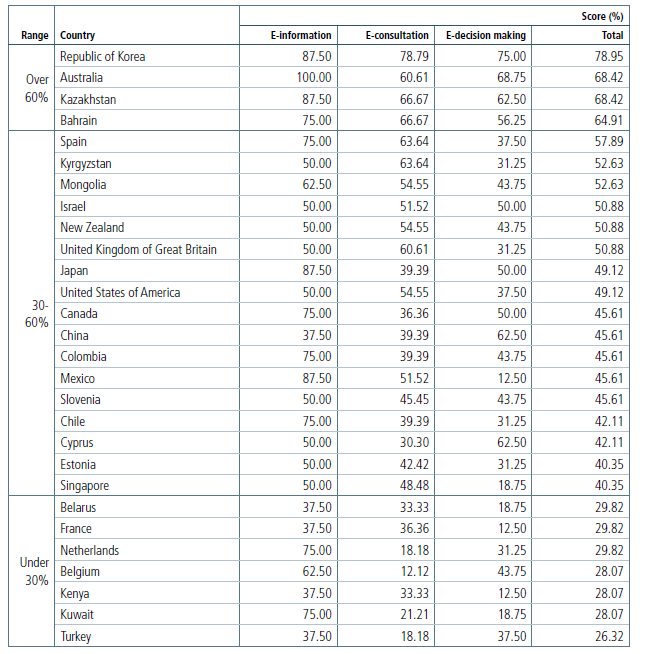 Score (%)
Range Country E-information E-consultation E-decision making Total
Republic of Korea 87.50 78.79 75.00 78.95
Over Australia 100.00 60.61 68.75 68.42
60% Kazakhstan 87.50 66.67 62.50 68.42
Bahrain 75.00 66.67 56.25 64.91
Spain 75.00 63.64 37.50 57.89
Kyrgyzstan 50.00 63.64 31.25 52.63
Mongolia 62.50 54.55 43.75 52.63
Israel 50.00 51.52 50.00 50.88
New Zealand 50.00 54.55 43.75 50.88
United Kingdom of Great Britain 50.00 60.61 31.25 50.88
Japan 87.50 39.39 50.00 49.12
United States of America 50.00 54.55 37.50 49.12
30- Canada 75.00 36.36 50.00 45.61
60% China 37.50 39.39 62.50 45.61
Colombia 75.00 39.39 43.75 45.61
Mexico 87.50 51.52 12.50 45.61
Slovenia 50.00 45.45 43.75 45.61
Chile 75.00 39.39 31.25 42.11
Cyprus 50.00 30.30 62.50 42.11
Estonia 50.00 42.42 31.25 40.35
Singapore 50.00 48.48 18.75 40.35
Belarus 37.50 33.33 18.75 29.82
France 37.50 36.36 12.50 29.82
Netherlands 75.00 18.18 31.25 29.82
Under Belgium 62.50 12.12 43.75 28.07
30% Kenya 37.50 33.33 12.50 28.07
Kuwait 75.00 21.21 18.75 28.07
Turkey 37.50 18.18 37.50 26.32